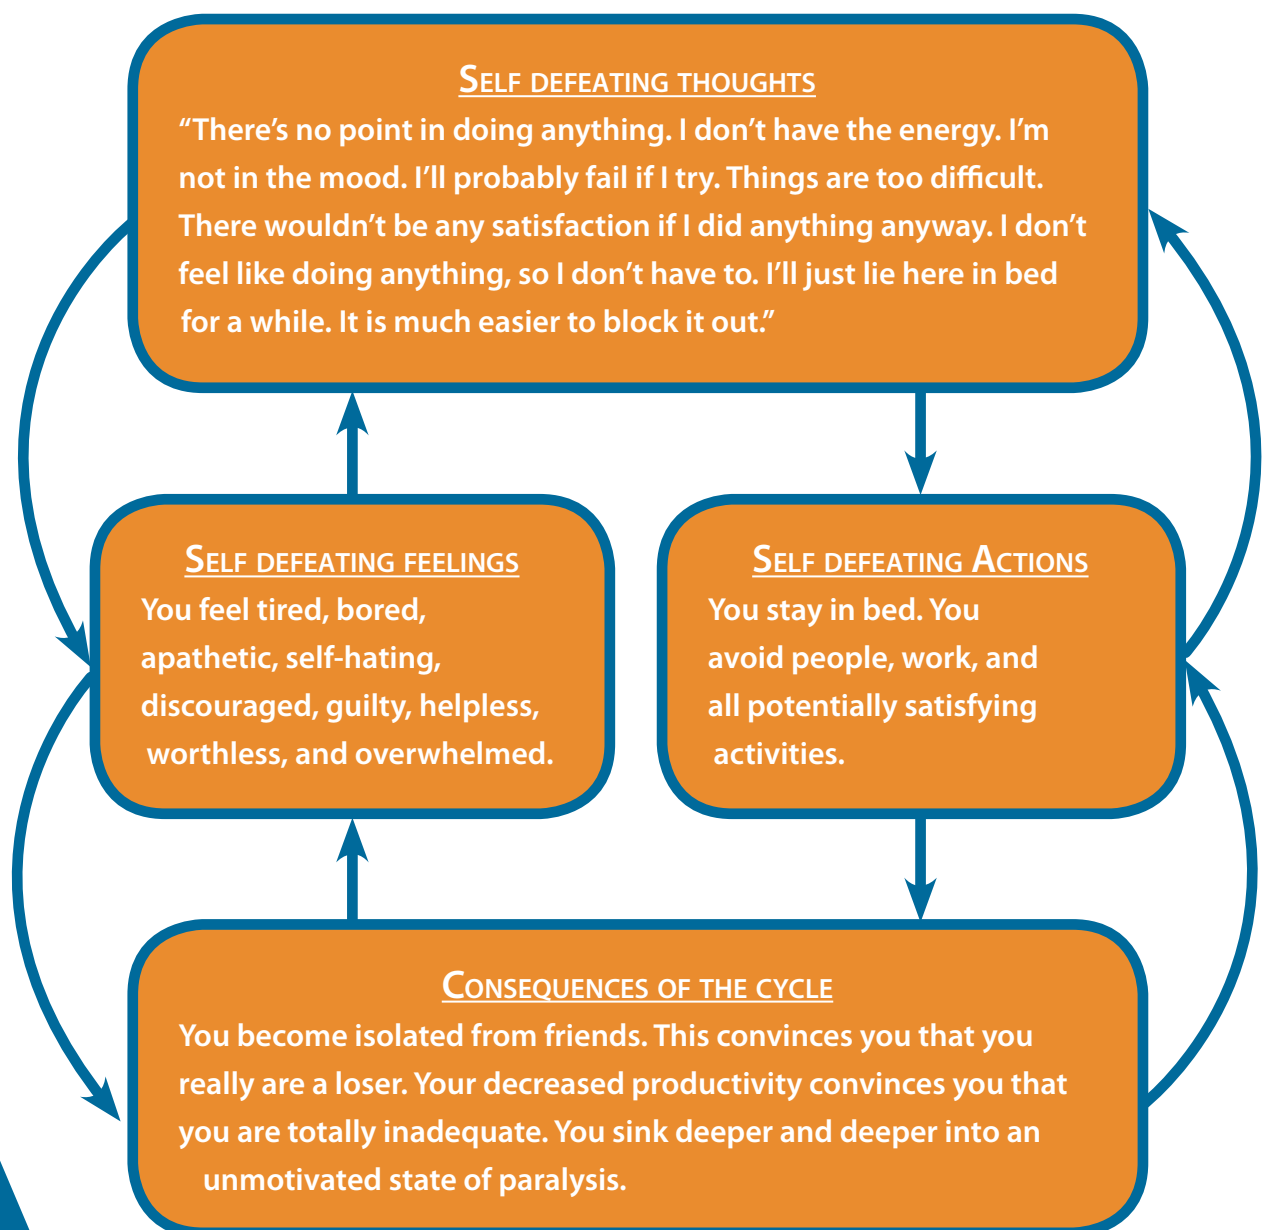 SELF DEFEATING THOUGHTS
“There’s no point in doing anything. I don’t have the energy. I’m
not in the mood. I’ll probably fail if I try. Things are too difficult.
There wouldn’t be any satisfaction if I did anything anyway. I don’t
feel like doing anything, so I don’t have to. I’ll just lie here in bed
for a while. It is much easier to block it out.”
SELF DEFEATING FEELINGS
You feel tired, bored,
apathetic, self-hating,
discouraged, guilty, helpless,
worthless, and overwhelmed.
SELF DEFEATING ACTIONS
You stay in bed. You
avoid people, work, and
all potentially satisfying
activities.
CONSEQUENCES OF THE CYCLE
You become isolated from friends. This convinces you that you
really are a loser. Your decreased productivity convinces you that
you are totally inadequate. You sink deeper and deeper into an
unmotivated state of paralysis.